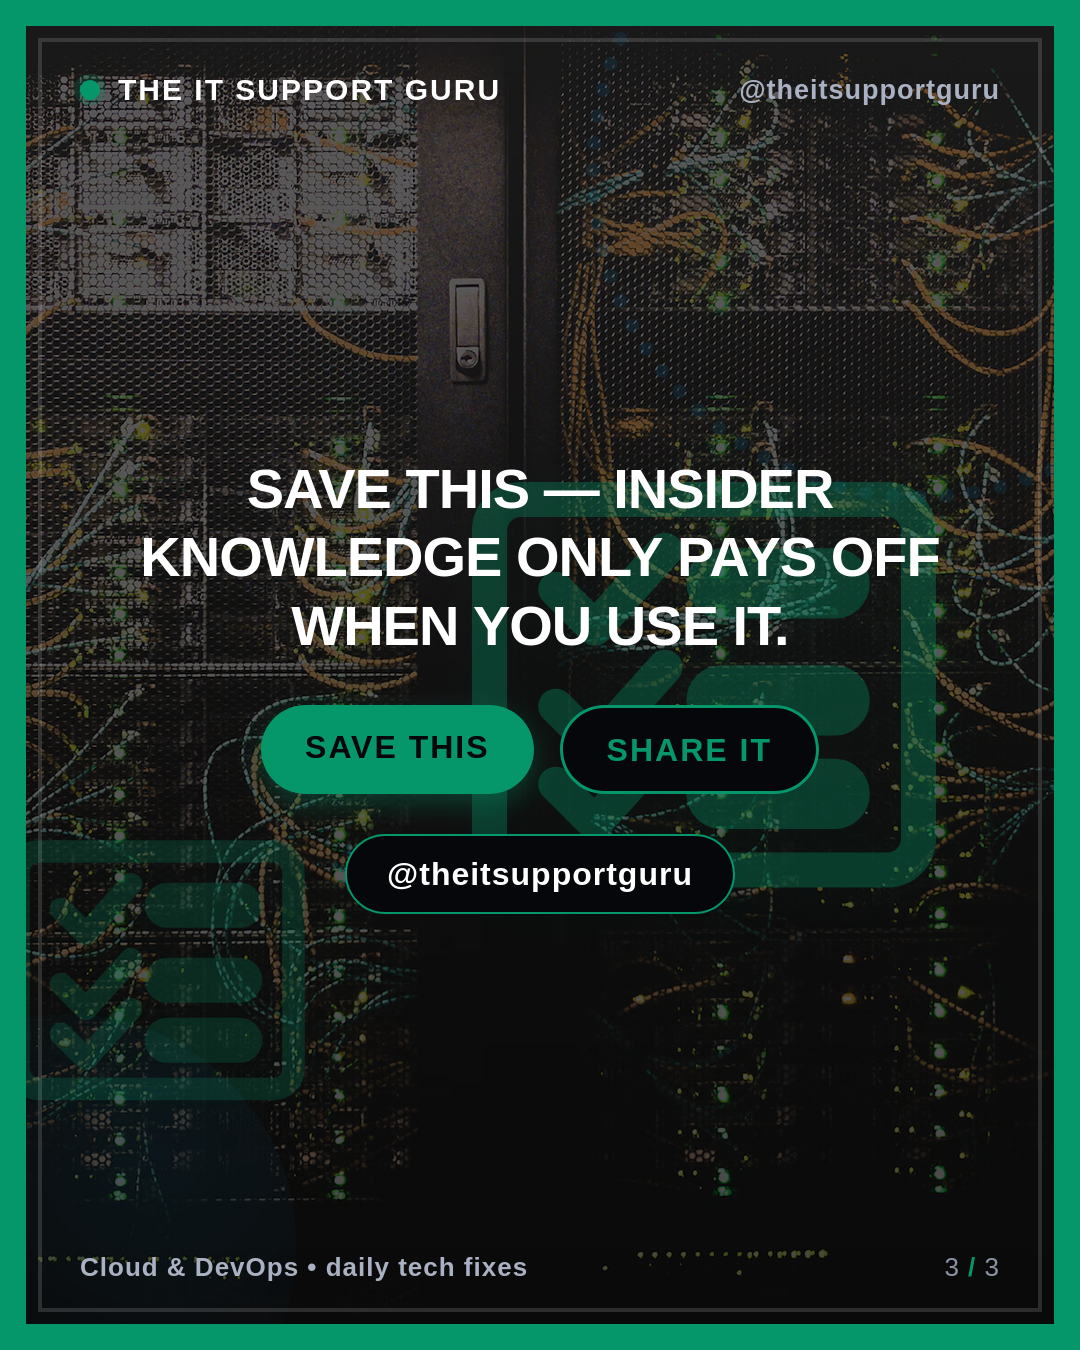 THE IT SUPPORT GURU
@theitsupportguru
SAVE THIS — INSIDER
KNOWLEDGE ONLY PAYS OFF
WHEN YOU USE IT.
SAVE THIS
SHARE IT
@theitsupportguru
Cloud & DevOps • daily tech fixes
3 / 3